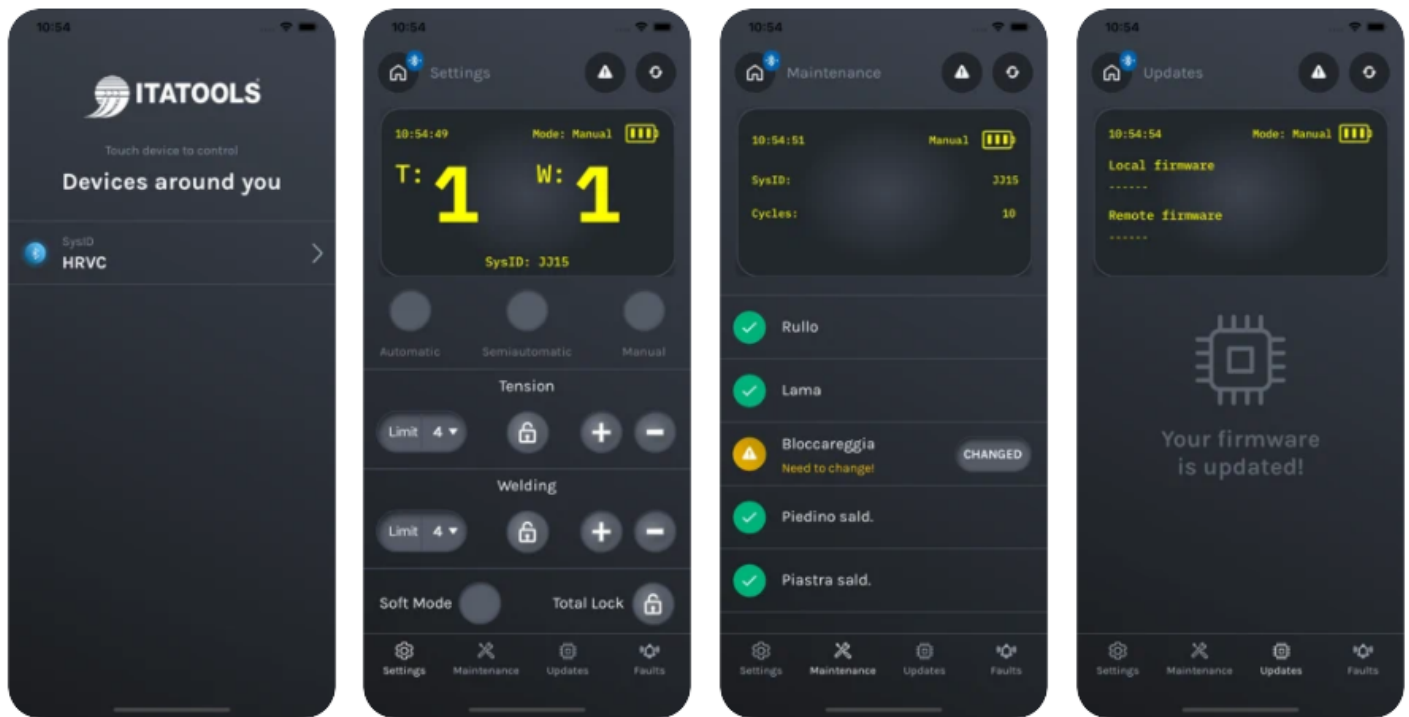 10:54
ITATOOLS
Touch device to control
Devices around you
SysID
HRVC
10:54
Settings
10:54:49 Mode: Manual
T: 1 W: 1
SysID: JJ15
Automatic Semiautomatic Manual
Tension
Limit 4
Welding
Limit 4
Soft Mode Total Lock
Settings Maintenance Updates Faults
10:54
Maintenance
10:54:51 Manual
SysID: JJ15
Cycles: 10
Rullo
Lama
Bloccareggia
Need to change!
CHANGED
Piedino sald.
Piastra sald.
Settings Maintenance Updates Faults
10:54
Updates
10:54:54 Mode: Manual
Local firmware
------
Remote firmware
------
Your firmware
is updated!
Settings Maintenance Updates Faults